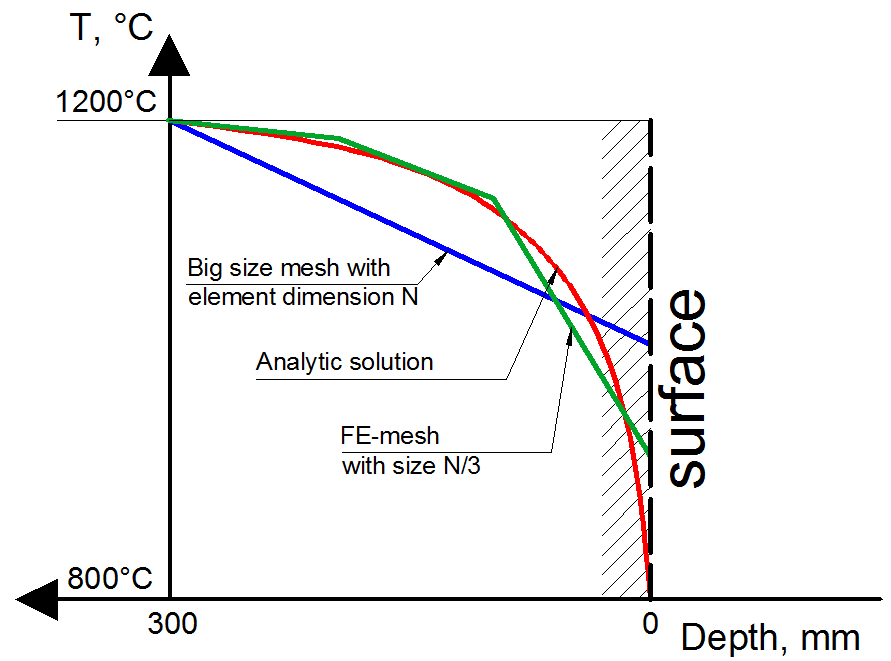 T, °C
1200°C
Big size mesh with
element dimension N
Analytic solution
FE-mesh
with size N/3
surface
800°C
300
0
Depth, mm